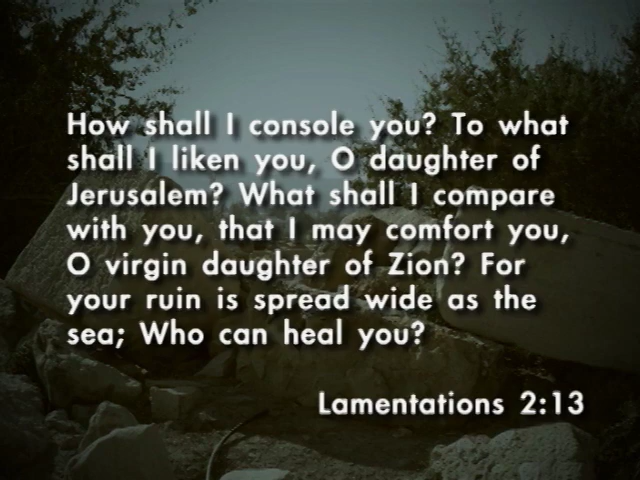 How shall I console you? To what
shall I liken you, O daughter of
Jerusalem? What shall I compare
with you, that I may comfort you,
O virgin daughter of Zion? For
your ruin is spread wide as the
sea; Who can heal you?
Lamentations 2:13